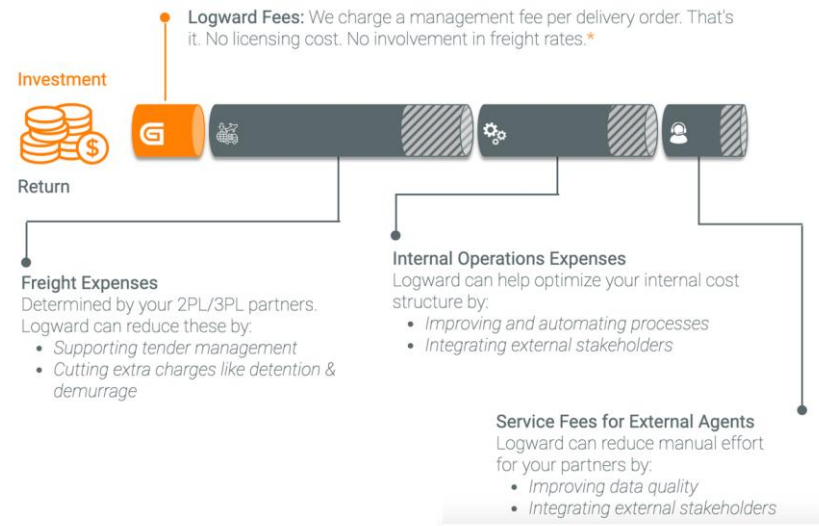 Logward Fees: We charge a management fee per delivery order. That's
it. No licensing cost. No involvement in freight rates.*
Investment
G
$
Return
Freight Expenses
Determined by your 2PL/3PL partners.
Logward can reduce these by:
• Supporting tender management
• Cutting extra charges like detention &
demurrage
Internal Operations Expenses
Logward can help optimize your internal cost
structure by:
• Improving and automating processes
• Integrating external stakeholders
Service Fees for External Agents
Logward can reduce manual effort
for your partners by:
• Improving data quality
• Integrating external stakeholders